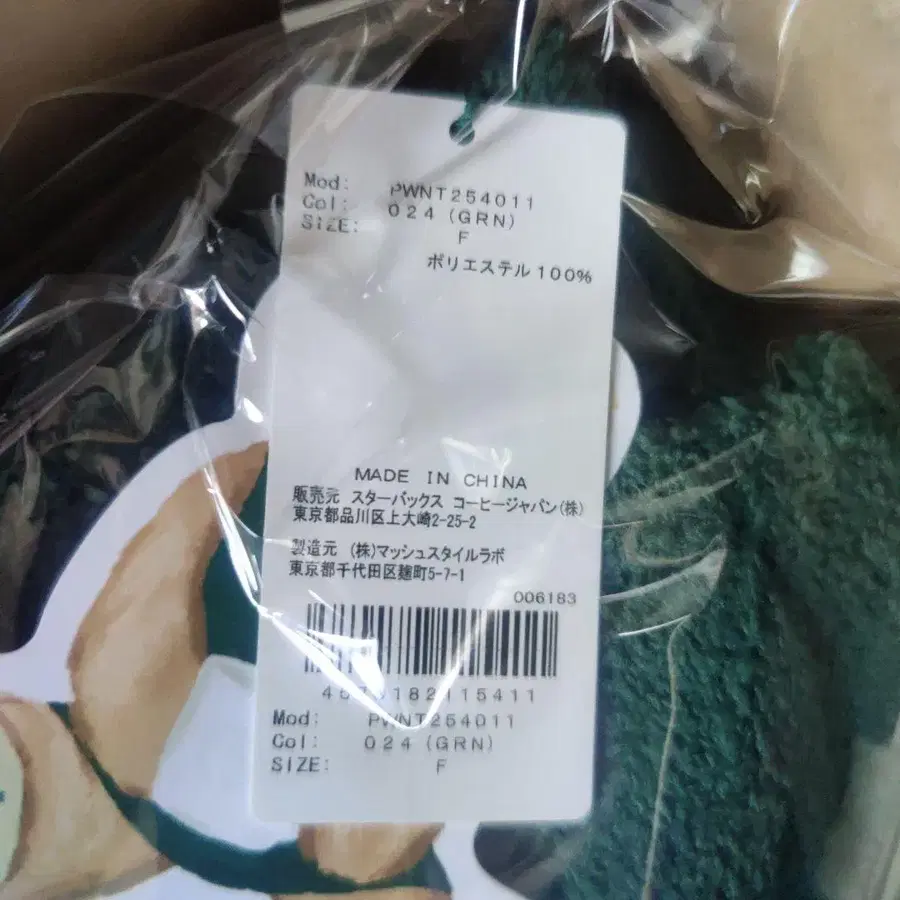 Mod: PWNT254011
Col: 024 (GRN)
SIZE: F
ポリエステル 100%
MADE IN CHINA
販売元 スターバックス コーヒージャパン(株)
東京都品川区上大崎2-25-2
製造元 (株)マッシュスタイルラボ
東京都千代田区麹町5-7-1
006183
Mod: PWNT254011
Col: 024 (GRN)
SIZE: F